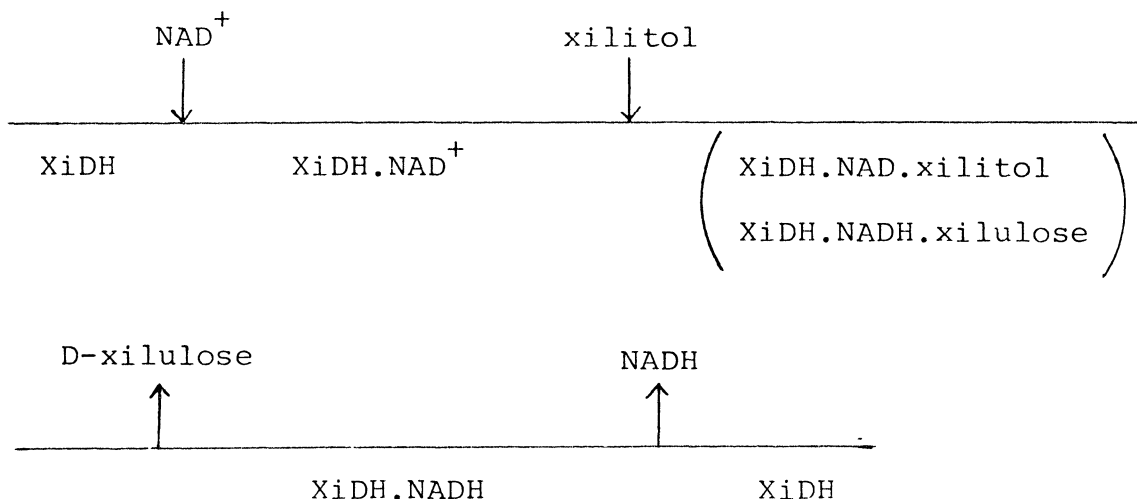 NAD+ xilitol
XiDH XiDH.NAD+ XiDH.NAD.xilitol
XiDH.NADH.xilulose
D-xilulose NADH
XiDH.NADH XiDH